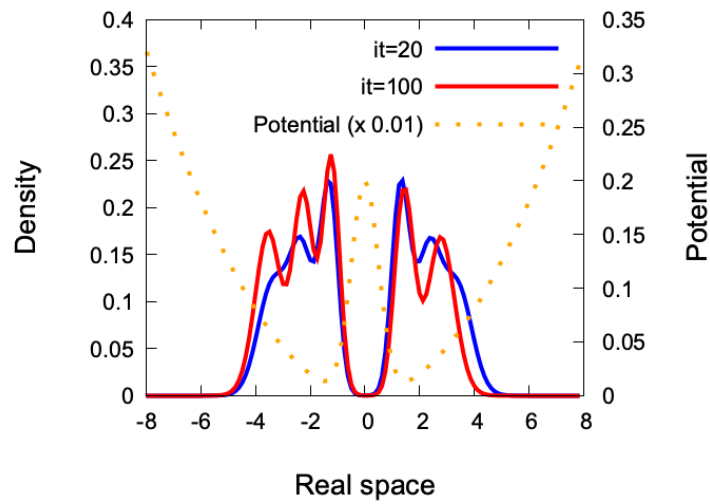 0.4
0.35
0.3
0.25
0.2
0.15
0.1
0.05
0
Density
it=20
it=100
Potential (x 0.01)
0.35
0.3
0.25
0.2
0.15
0.1
0.05
0
Potential
-8 -6 -4 -2 0 2 4 6 8
Real space